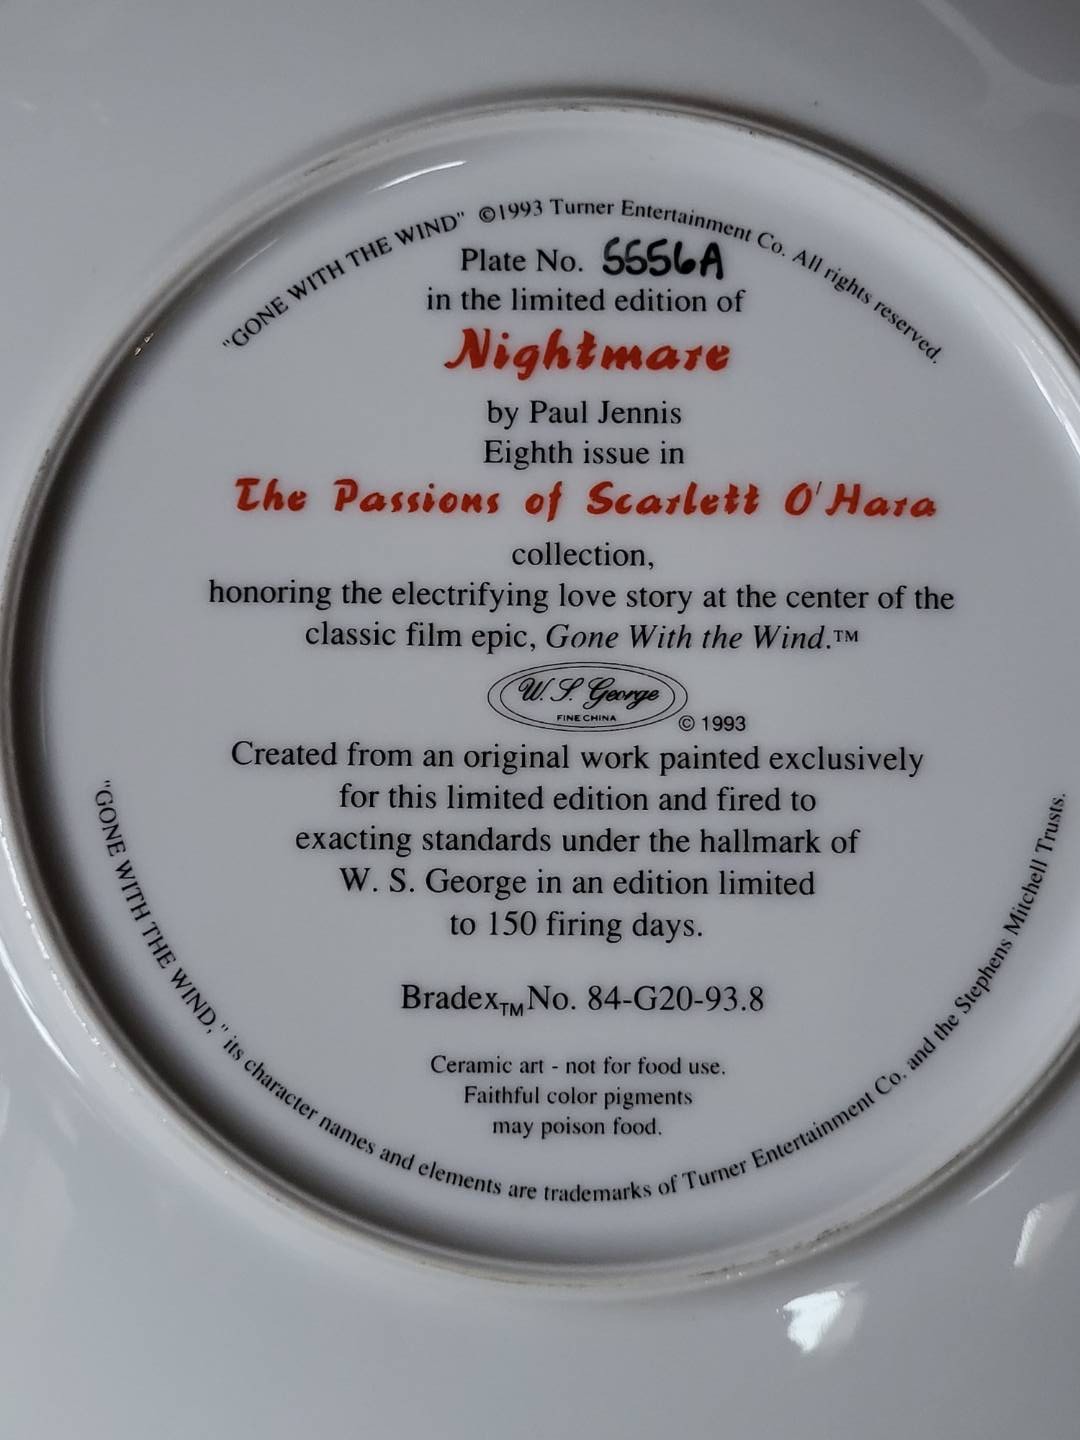 "GONE WITH THE WIND" ©1993 Turner Entertainment Co. All rights reserved.
Plate No. 5556A
in the limited edition of
Nightmare
by Paul Jennis
Eighth issue in
The Passions of Scarlett O'Hara
collection,
honoring the electrifying love story at the center of the
classic film epic, Gone With the Wind.™
W. S. George
FINE CHINA
© 1993
Created from an original work painted exclusively
for this limited edition and fired to
exacting standards under the hallmark of
W. S. George in an edition limited
to 150 firing days.
Bradex™ No. 84-G20-93.8
Ceramic art - not for food use.
Faithful color pigments
may poison food.
"GONE WITH THE WIND," its character names and elements are trademarks of Turner Entertainment Co. and the Stephens Mitchell Trusts.